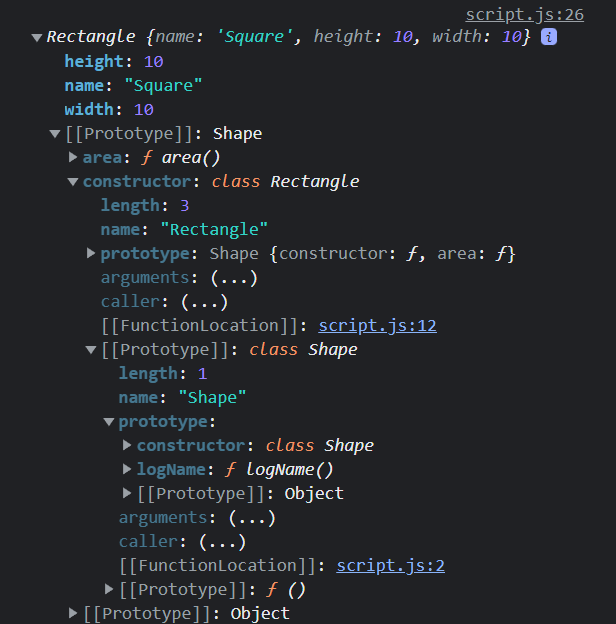 script.js:26
Rectangle {name: 'Square', height: 10, width: 10} i
height: 10
name: "Square"
width: 10
[[Prototype]]: Shape
area: ƒ area()
constructor: class Rectangle
length: 3
name: "Rectangle"
prototype: Shape {constructor: ƒ, area: ƒ}
arguments: (...)
caller: (...)
[[FunctionLocation]]: script.js:12
[[Prototype]]: class Shape
length: 1
name: "Shape"
prototype:
constructor: class Shape
logName: ƒ logName()
[[Prototype]]: Object
arguments: (...)
caller: (...)
[[FunctionLocation]]: script.js:2
[[Prototype]]: ƒ ()
[[Prototype]]: Object